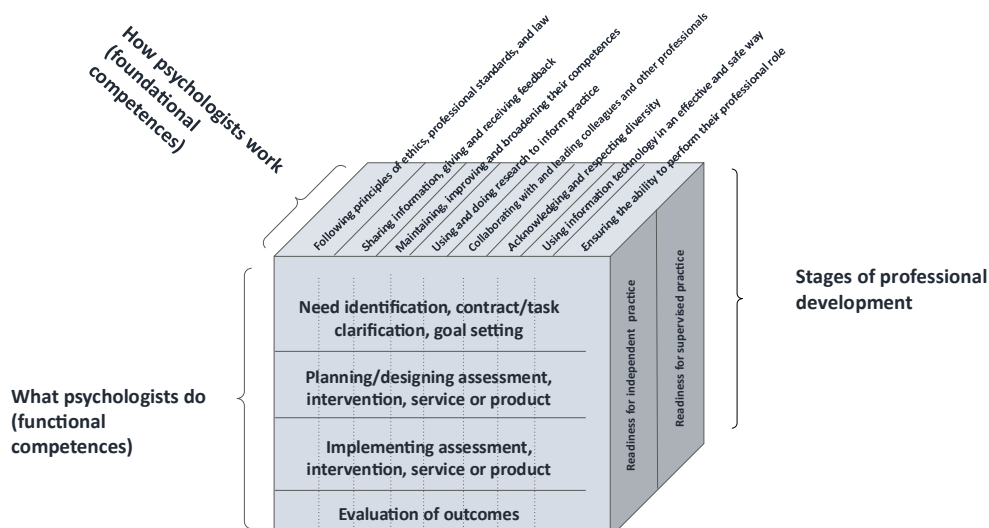 How psychologists work
(foundational
competences)
Following principles of ethics, professional standards, and law
Sharing information, giving and receiving feedback
Maintaining, improving and broadening their competences
Using and doing research to inform practice
Collaborating with and leading colleagues and other professionals
Acknowledging and respecting diversity
Using information technology in an effective and safe way
Ensuring the ability to perform their professional role
What psychologists do
(functional
competences)
Need identification, contract/task
clarification, goal setting
Planning/designing assessment,
intervention, service or product
Implementing assessment,
intervention, service or product
Evaluation of outcomes
Readiness for independent practice
Readiness for supervised practice
Stages of professional
development